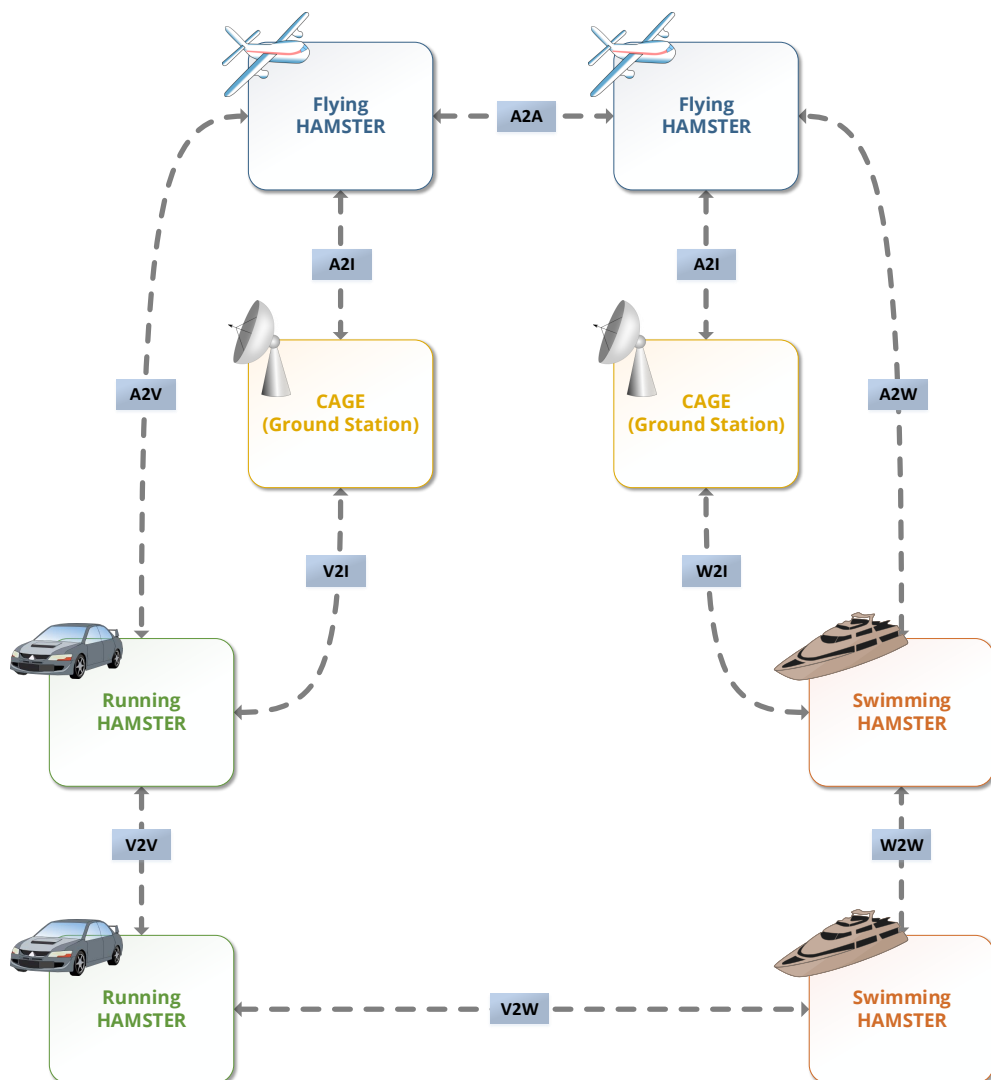 Flying
HAMSTER
A2A
Flying
HAMSTER
A2I
A2I
A2V
CAGE
(Ground Station)
CAGE
(Ground Station)
A2W
V2I
W2I
Running
HAMSTER
Swimming
HAMSTER
V2V
W2W
Running
HAMSTER
V2W
Swimming
HAMSTER